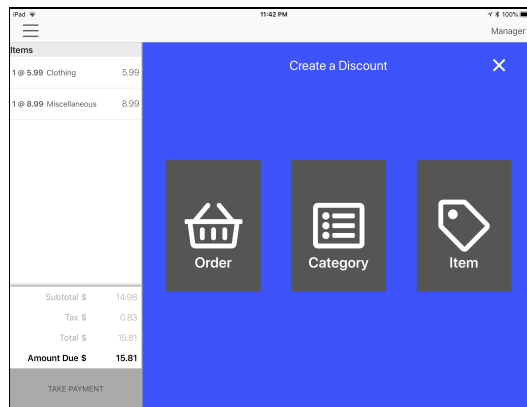 iPad 11:42 PM 100%
Manager
Items
1 @ 5.99 Clothing 5.99
1 @ 8.99 Miscellaneous 8.99
Create a Discount
Order Category Item
Subtotal $ 14.98
Tax $ 0.83
Total $ 15.81
Amount Due $ 15.81
TAKE PAYMENT